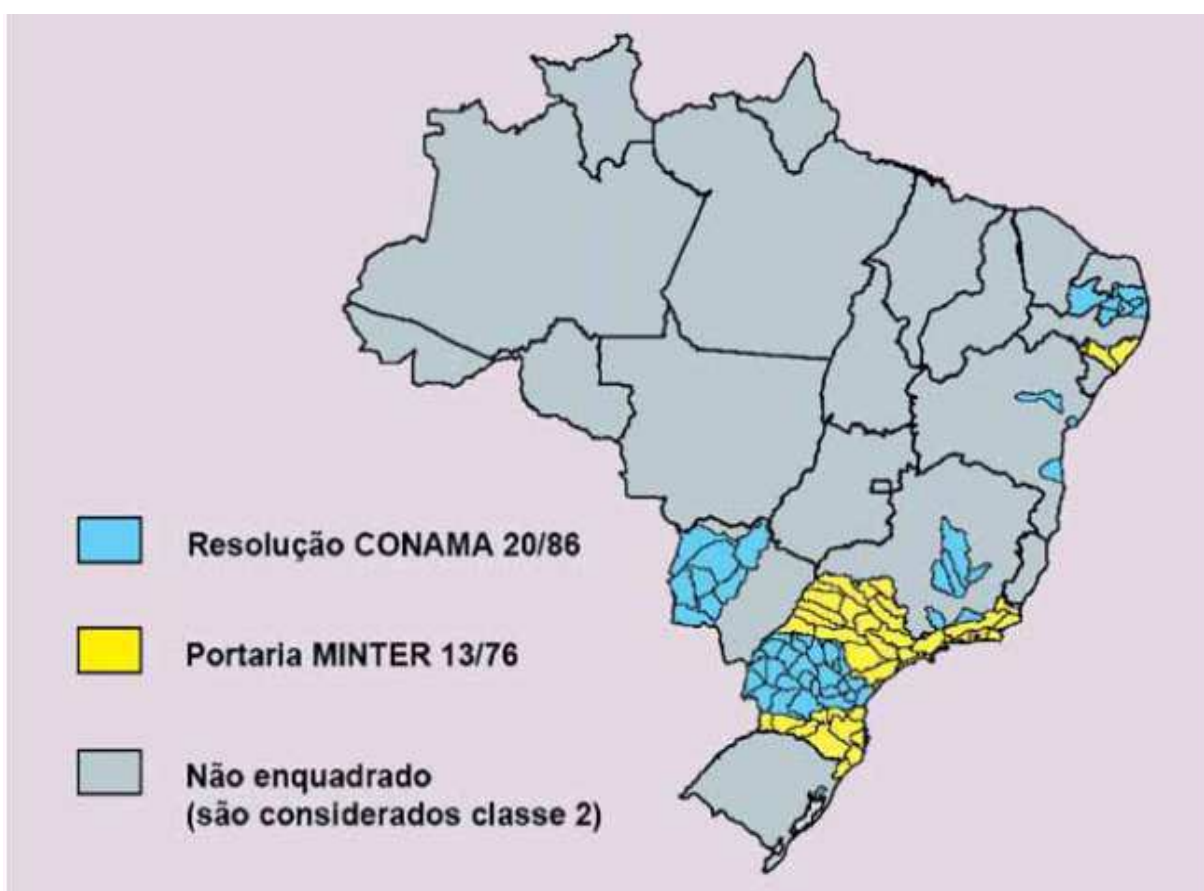 Resolução CONAMA 20/86
Portaria MINTER 13/76
Não enquadrado
(são considerados classe 2)